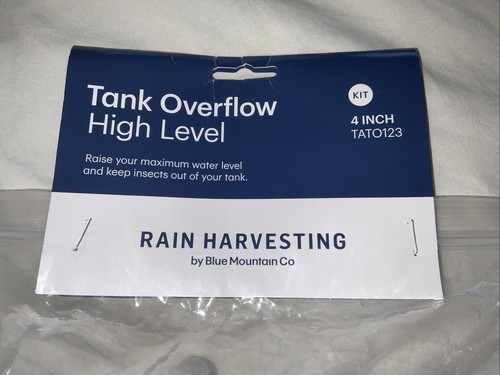 Tank Overflow
High Level
KIT
4 INCH
TATO123
Raise your maximum water level
and keep insects out of your tank.
RAIN HARVESTING
by Blue Mountain Co